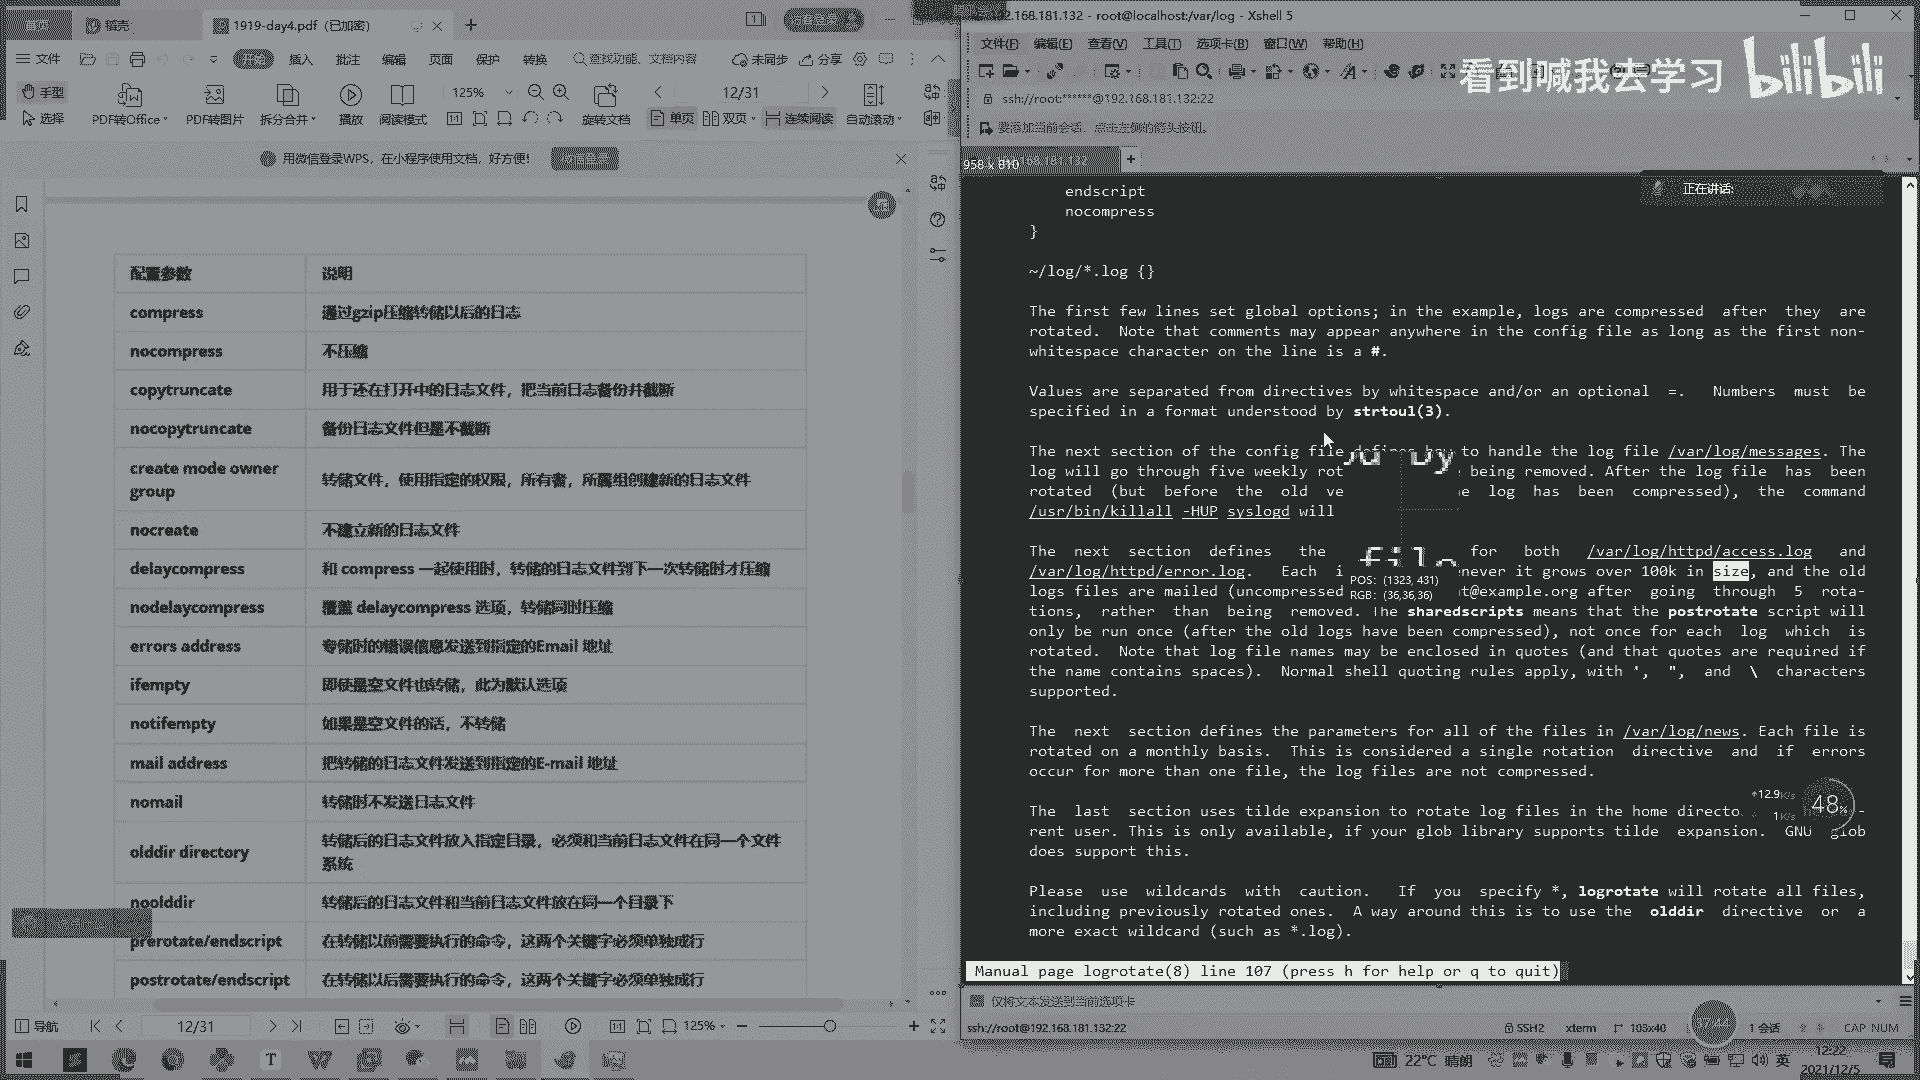 首页
稻壳
1919-day4.pdf（已加密）
文件
开始
插入
批注
编辑
页面
保护
转换
查找功能、文档内容
未同步
分享
手型
选择
PDF转Office
PDF转图片
拆分合并
播放
阅读模式
125%
旋转文档
12/31
单页
双页
连续阅读
自动滚动
用微信登录WPS，在小程序使用文档，好方便！
配置参数 说明
compress 通过gzip压缩转储以后的日志
nocompress 不压缩
copytruncate 用于还在打开中的日志文件，把当前日志备份并截断
nocopytruncate 备份日志文件但是不截断
create mode owner
group
转储文件，使用指定的权限，所有者，所属组创建新的日志文件
nocreate 不建立新的日志文件
delaycompress 和 compress 一起使用时，转储的日志文件到下一次转储时才压缩
nodelaycompress 覆盖 delaycompress 选项，转储同时压缩
errors address 专储时的错误信息发送到指定的Email 地址
ifempty 即使是空文件也转储，此为默认选项
notifempty 如果是空文件的话，不转储
mail address 把转储的日志文件发送到指定的E-mail 地址
nomail 转储时不发送日志文件
olddir directory
转储后的日志文件放入指定目录，必须和当前日志文件在同一个文件
系统
noolddir 转储后的日志文件和当前日志文件放在同一个目录下
prerotate/endscript 在转储以前需要执行的命令，这两个关键字必须单独成行
postrotate/endscript 在转储以后需要执行的命令，这两个关键字必须单独成行
导航
12/31
125%
.168.181.132 - root@localhost:/var/log - Xshell 5
文件(F) 编辑(E) 查看(V) 工具(T) 选项卡(B) 窗口(W) 帮助(H)
看到喊我去学习 bilibili
ssh://root:******@192.168.181.132:22
要添加当前会话，点击左侧的箭头按钮。
958 x 810
正在讲话:
endscript
nocompress
}
~/log/*.log {}
The first few lines set global options; in the example, logs are compressed after they are
rotated. Note that comments may appear anywhere in the config file as long as the first non-
whitespace character on the line is a #.
Values are separated from directives by whitespace and/or an optional =. Numbers must be
specified in a format understood by strtoul(3).
The next section of the config file defines how to handle the log file /var/log/messages. The
log will go through five weekly rot being removed. After the log file has been
rotated (but before the old ve log has been compressed), the command
/usr/bin/killall -HUP syslogd will
The next section defines the for both /var/log/httpd/access.log and
/var/log/httpd/error.log. Each i never it grows over 100k in size, and the old
logs files are mailed (uncompressed t@example.org after going through 5 rota-
tions, rather than being removed. The sharedscripts means that the postrotate script will
only be run once (after the old logs have been compressed), not once for each log which is
rotated. Note that log file names may be enclosed in quotes (and that quotes are required if
the name contains spaces). Normal shell quoting rules apply, with ', ", and \ characters
supported.
POS: (1323, 431)
RGB: (36,36,36)
The next section defines the parameters for all of the files in /var/log/news. Each file is
rotated on a monthly basis. This is considered a single rotation directive and if errors
occur for more than one file, the log files are not compressed.
The last section uses tilde expansion to rotate log files in the home directo
rent user. This is only available, if your glob library supports tilde expansion. GNU glob
does support this.
12.9K/s
1K/s
48%
Please use wildcards with caution. If you specify *, logrotate will rotate all files,
including previously rotated ones. A way around this is to use the olddir directive or a
more exact wildcard (such as *.log).
Manual page logrotate(8) line 107 (press h for help or q to quit)
仅将文本发送到当前选项卡
ssh://root@192.168.181.132:22
SSH2
xterm
103x40
1 会话
CAP NUM
22°C 晴朗
英
12:22
2021/12/5